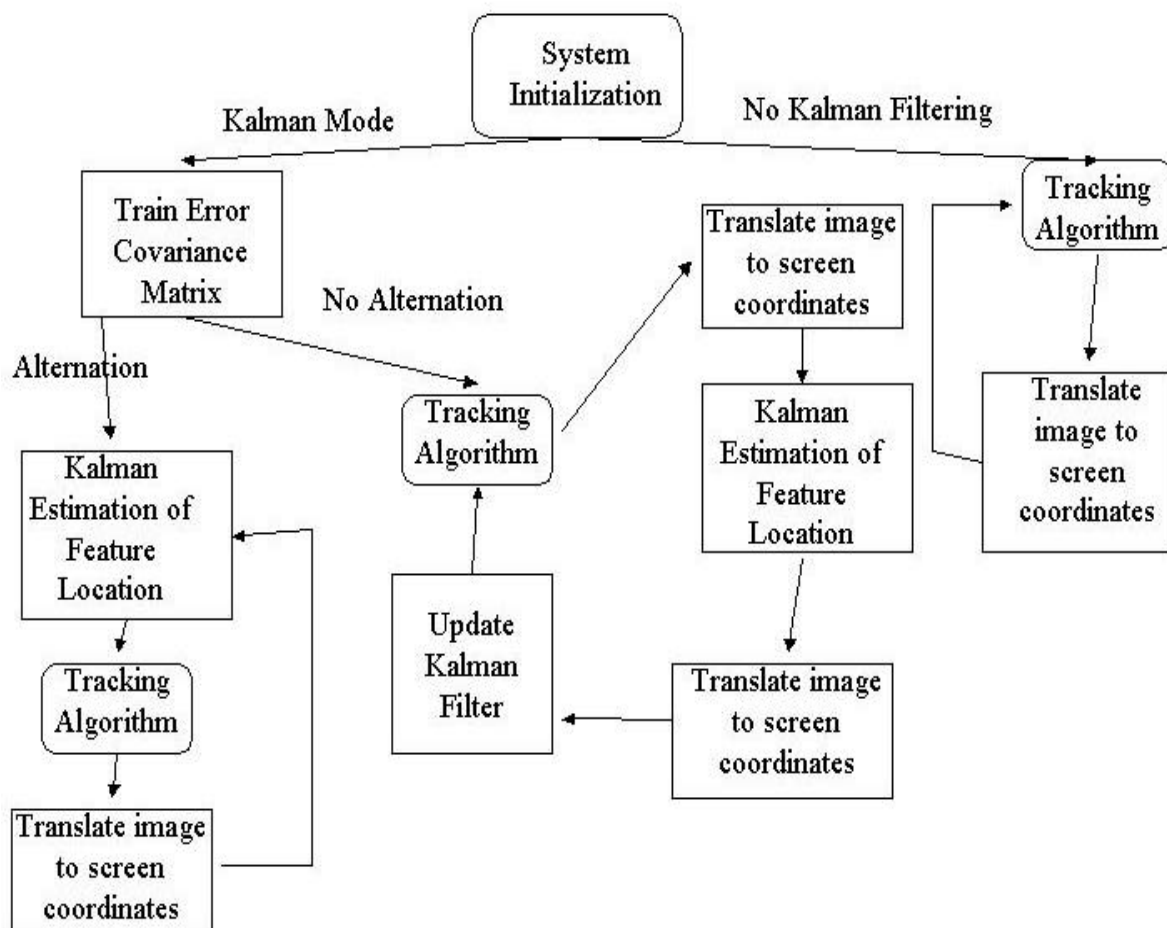 System
Initialization
Kalman Mode
No Kalman Filtering
Train Error
Covariance
Matrix
No Alternation
Alternation
Kalman
Estimation of
Feature
Location
Tracking
Algorithm
Translate image
to screen
coordinates
Tracking
Algorithm
Update
Kalman
Filter
Translate image
to screen
coordinates
Kalman
Estimation of
Feature
Location
Translate image
to screen
coordinates
Tracking
Algorithm
Translate
image to
screen
coordinates